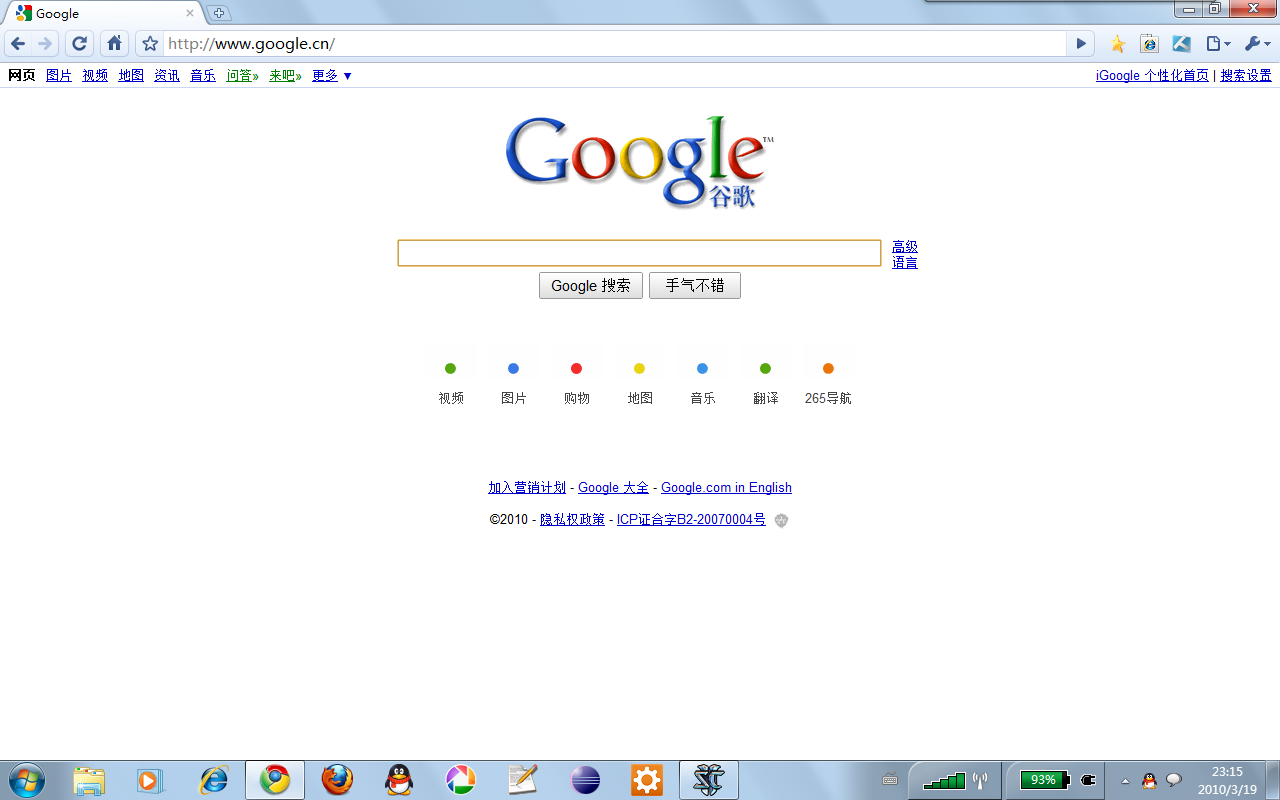 Google
http://www.google.cn/
网页 图片 视频 地图 资讯 音乐 问答» 来吧» 更多 ▼
iGoogle 个性化首页 | 搜索设置
Google™
谷歌
高级
语言
Google 搜索 手气不错
视频 图片 购物 地图 音乐 翻译 265导航
加入营销计划 - Google 大全 - Google.com in English
©2010 - 隐私权政策 - ICP证合字B2-20070004号
93%
23:15
2010/3/19